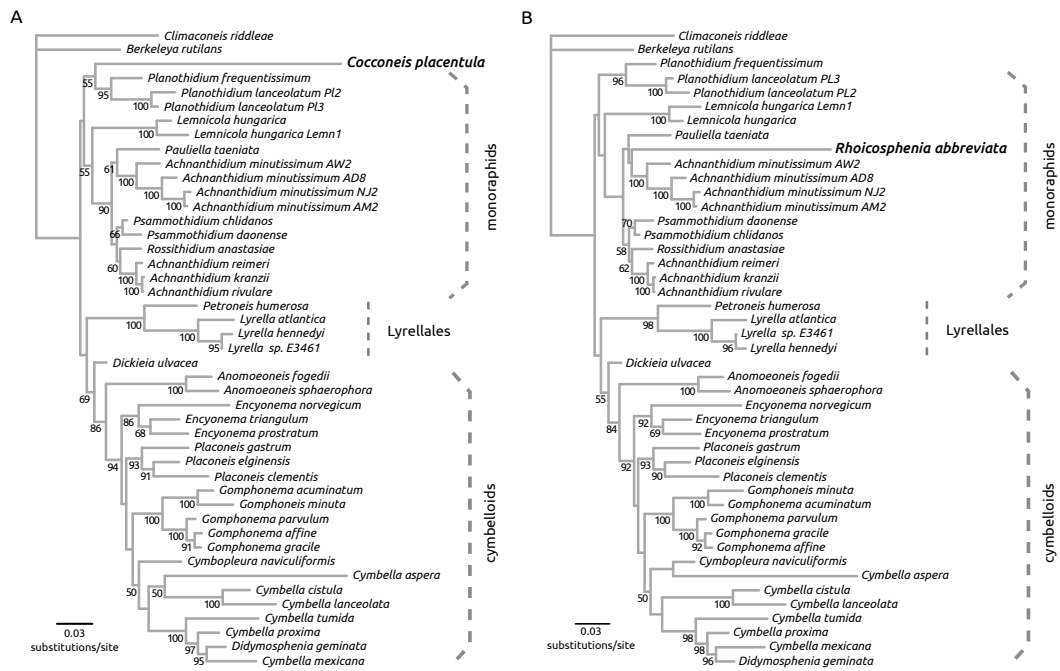 A
Climaconeis riddleae
Berkeleya rutilans
Cocconeis placentula
55
Planothidium frequentissimum
95
Planothidium lanceolatum Pl2
100
Planothidium lanceolatum Pl3
Lemnicola hungarica
100
Lemnicola hungarica Lemn1
Pauliella taeniata
61
Achnanthidium minutissimum AW2
55
100
Achnanthidium minutissimum AD8
100
Achnanthidium minutissimum NJ2
100
Achnanthidium minutissimum AM2
90
Psammothidium chlidanos
66
Psammothidium daonense
Rossithidium anastasiae
60
Achnanthidium reimeri
100
Achnanthidium kranzii
100
Achnanthidium rivulare
monoraphids
Petroneis humerosa
100
Lyrella atlantica
100
Lyrella hennedyi
95
Lyrella sp. E3461
Lyrellales
Dickieia ulvacea
69
Anomoeoneis fogedii
100
Anomoeoneis sphaerophora
86
Encyonema norvegicum
86
Encyonema triangulum
68
Encyonema prostratum
94
Placoneis gastrum
93
Placoneis elginensis
91
Placoneis clementis
Gomphonema acuminatum
100
Gomphoneis minuta
100
Gomphonema parvulum
100
Gomphonema affine
91
Gomphonema gracile
Cymbopleura naviculiformis
50
50
Cymbella aspera
Cymbella cistula
100
Cymbella lanceolata
Cymbella tumida
100
Cymbella proxima
97
Didymosphenia geminata
95
Cymbella mexicana
cymbelloids
0.03
substitutions/site
B
Climaconeis riddleae
Berkeleya rutilans
Planothidium frequentissimum
96
Planothidium lanceolatum PL3
100
Planothidium lanceolatum PL2
Lemnicola hungarica Lemn1
100
Lemnicola hungarica
Pauliella taeniata
Rhoicosphenia abbreviata
Achnanthidium minutissimum AW2
100
Achnanthidium minutissimum AD8
100
Achnanthidium minutissimum NJ2
100
Achnanthidium minutissimum AM2
Psammothidium daonense
70
Psammothidium chlidanos
58
Rossithidium anastasiae
62
Achnanthidium reimeri
100
Achnanthidium kranzii
100
Achnanthidium rivulare
monoraphids
Petroneis humerosa
98
Lyrella atlantica
100
Lyrella sp. E3461
96
Lyrella hennedyi
Lyrellales
Dickieia ulvacea
55
Anomoeoneis fogedii
100
Anomoeoneis sphaerophora
84
Encyonema norvegicum
92
Encyonema triangulum
69
Encyonema prostratum
92
Placoneis gastrum
93
Placoneis elginensis
90
Placoneis clementis
Gomphoneis minuta
100
Gomphonema acuminatum
100
Gomphonema parvulum
100
Gomphonema gracile
92
Gomphonema affine
Cymbopleura naviculiformis
50
Cymbella aspera
Cymbella cistula
100
Cymbella lanceolata
Cymbella tumida
98
Cymbella proxima
98
Cymbella mexicana
96
Didymosphenia geminata
cymbelloids
0.03
substitutions/site